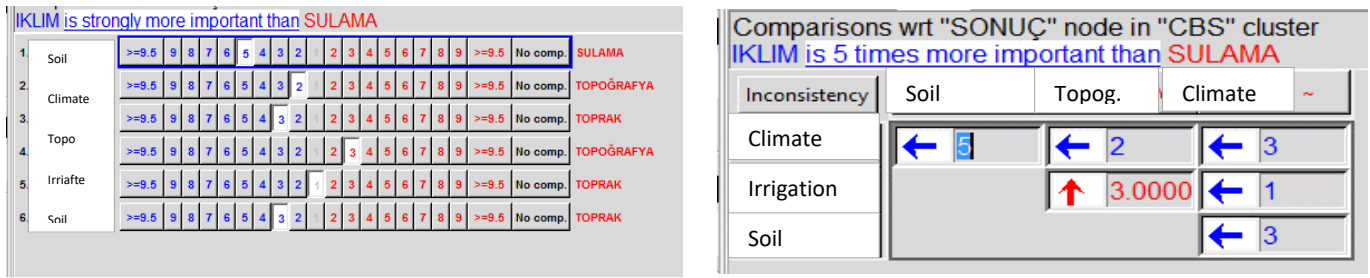 IKLIM is strongly more important than SULAMA
1. Soil >=9.5 9 8 7 6 5 4 3 2 1 2 3 4 5 6 7 8 9 >=9.5 No comp. SULAMA
2. Climate >=9.5 9 8 7 6 5 4 3 2 1 2 3 4 5 6 7 8 9 >=9.5 No comp. TOPOĞRAFYA
3. Topo >=9.5 9 8 7 6 5 4 3 2 1 2 3 4 5 6 7 8 9 >=9.5 No comp. TOPRAK
4. >=9.5 9 8 7 6 5 4 3 2 1 2 3 4 5 6 7 8 9 >=9.5 No comp. TOPOĞRAFYA
5. Irriafte >=9.5 9 8 7 6 5 4 3 2 1 2 3 4 5 6 7 8 9 >=9.5 No comp. TOPRAK
6. Soil >=9.5 9 8 7 6 5 4 3 2 1 2 3 4 5 6 7 8 9 >=9.5 No comp. TOPRAK
Comparisons wrt "SONUÇ" node in "CBS" cluster
IKLIM is 5 times more important than SULAMA
Inconsistency Soil Topog. Climate ~
Climate 5 2 3
Irrigation 3.0000 1
Soil 3